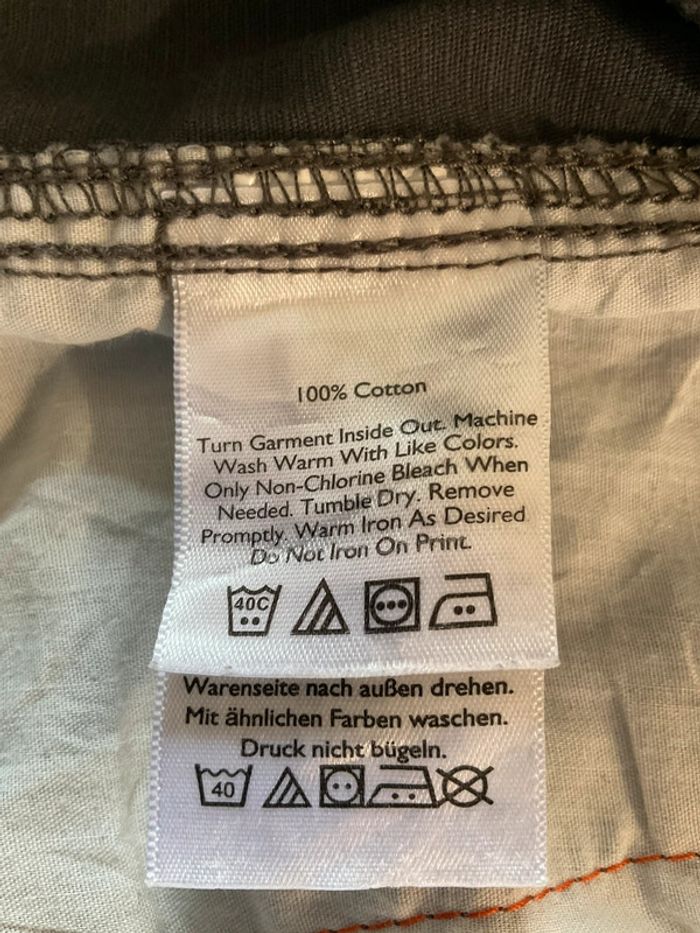 100% Cotton
Turn Garment Inside Out. Machine
Wash Warm With Like Colors.
Only Non-Chlorine Bleach When
Needed. Tumble Dry. Remove
Promptly. Warm Iron As Desired
Do Not Iron On Print.
40C
Warenseite nach außen drehen.
Mit ähnlichen Farben waschen.
Druck nicht bügeln.
40